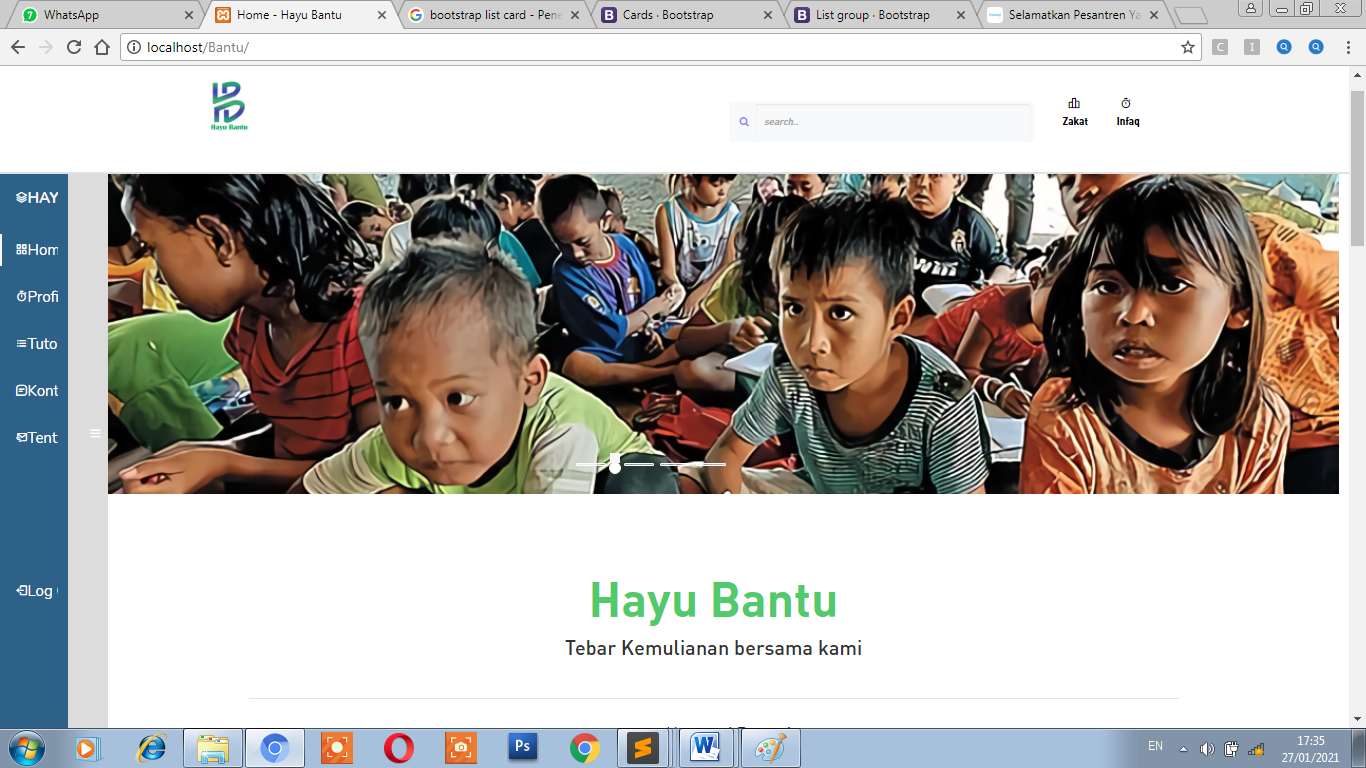 WhatsApp
Home - Hayu Bantu
bootstrap list card - Pene
Cards · Bootstrap
List group · Bootstrap
Selamatkan Pesantren Ya
localhost/Bantu/
Hayu Bantu
search..
Zakat
Infaq
HAY
Hom
Profi
Tuto
Kont
Tent
Log
Hayu Bantu
Tebar Kemulianan bersama kami
EN
17:35
27/01/2021